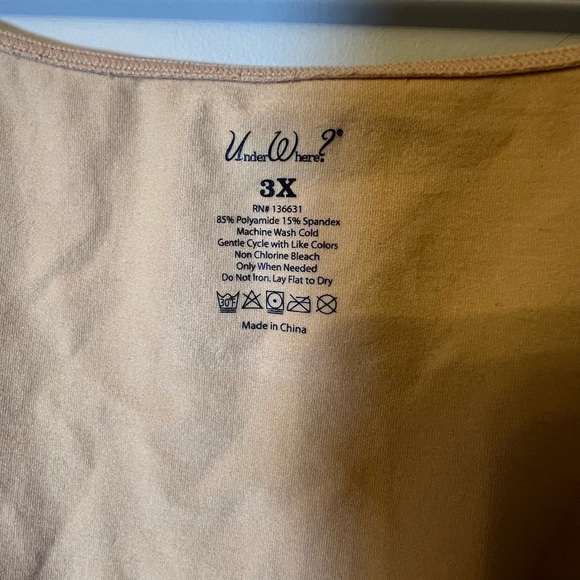 UnderWhere?®
3X
RN# 136631
85% Polyamide 15% Spandex
Machine Wash Cold
Gentle Cycle with Like Colors
Non Chlorine Bleach
Only When Needed
Do Not Iron. Lay Flat to Dry
30°F
Made in China